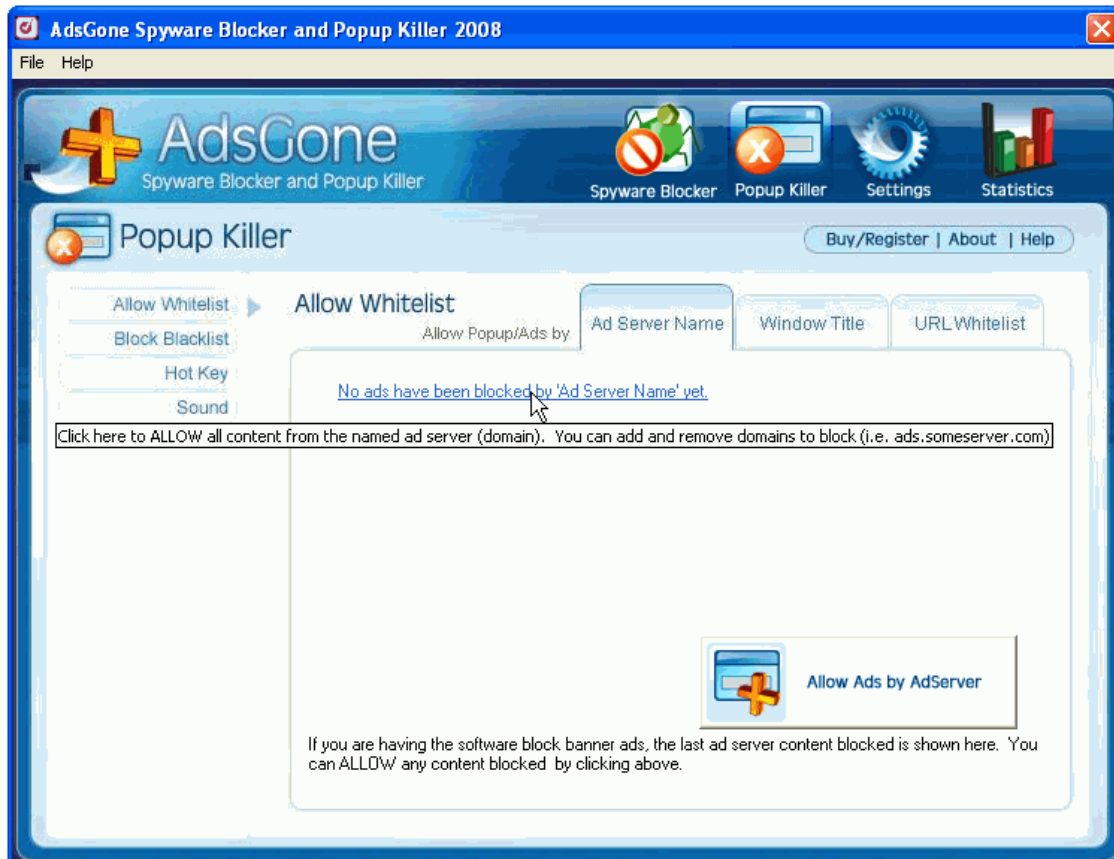 AdsGone Spyware Blocker and Popup Killer 2008
File Help
AdsGone
Spyware Blocker and Popup Killer
Spyware Blocker Popup Killer Settings Statistics
Popup Killer
Buy/Register | About | Help
Allow Whitelist
Block Blacklist
Hot Key
Sound
Allow Whitelist
Allow Popup/Ads by
Ad Server Name
Window Title
URL Whitelist
No ads have been blocked by 'Ad Server Name' yet.
Click here to ALLOW all content from the named ad server (domain).  You can add and remove domains to block (i.e. ads.someserver.com)
Allow Ads by AdServer
If you are having the software block banner ads, the last ad server content blocked is shown here.  You
can ALLOW any content blocked  by clicking above.